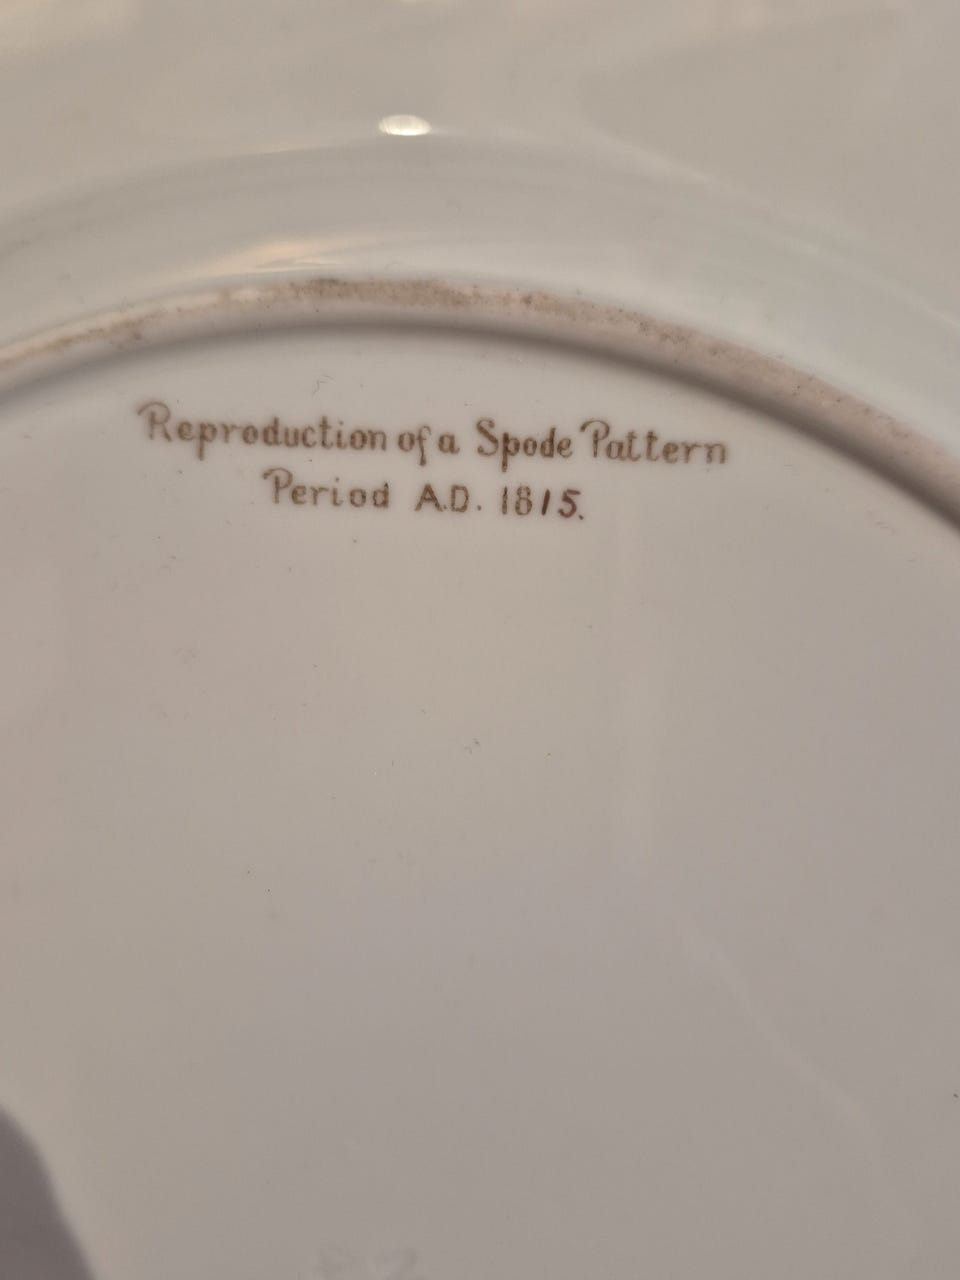 Reproduction of a Spode Pattern
Period A.D. 1815.